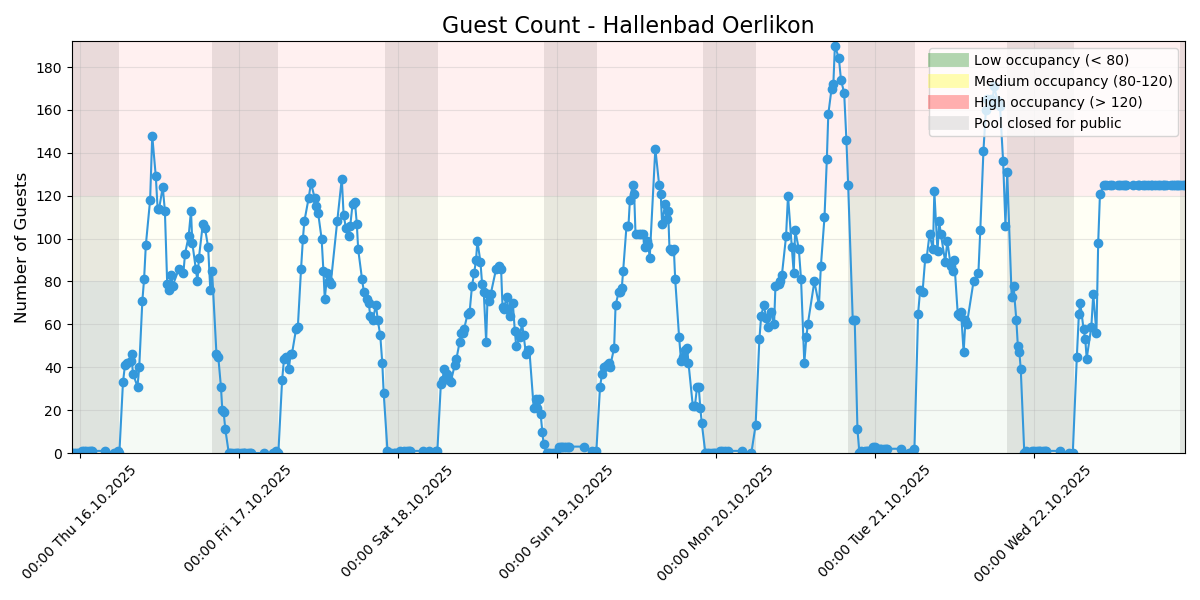 Guest Count - Hallenbad Oerlikon
Number of Guests
180
160
140
120
100
80
60
40
20
0
Low occupancy (< 80)
Medium occupancy (80-120)
High occupancy (> 120)
Pool closed for public
00:00 Thu 16.10.2025
00:00 Fri 17.10.2025
00:00 Sat 18.10.2025
00:00 Sun 19.10.2025
00:00 Mon 20.10.2025
00:00 Tue 21.10.2025
00:00 Wed 22.10.2025